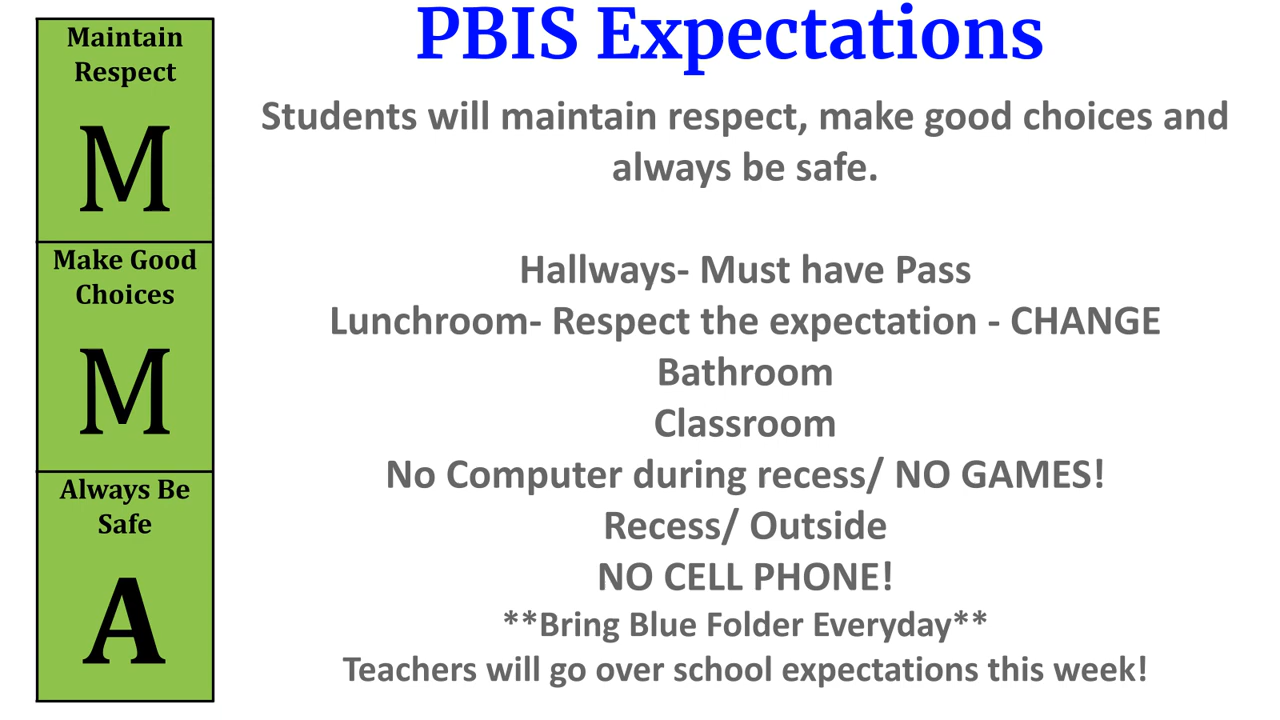 Maintain
Respect
M
Make Good
Choices
M
Always Be
Safe
A
PBIS Expectations
Students will maintain respect, make good choices and
always be safe.
Hallways- Must have Pass
Lunchroom- Respect the expectation - CHANGE
Bathroom
Classroom
No Computer during recess/ NO GAMES!
Recess/ Outside
NO CELL PHONE!
**Bring Blue Folder Everyday**
Teachers will go over school expectations this week!